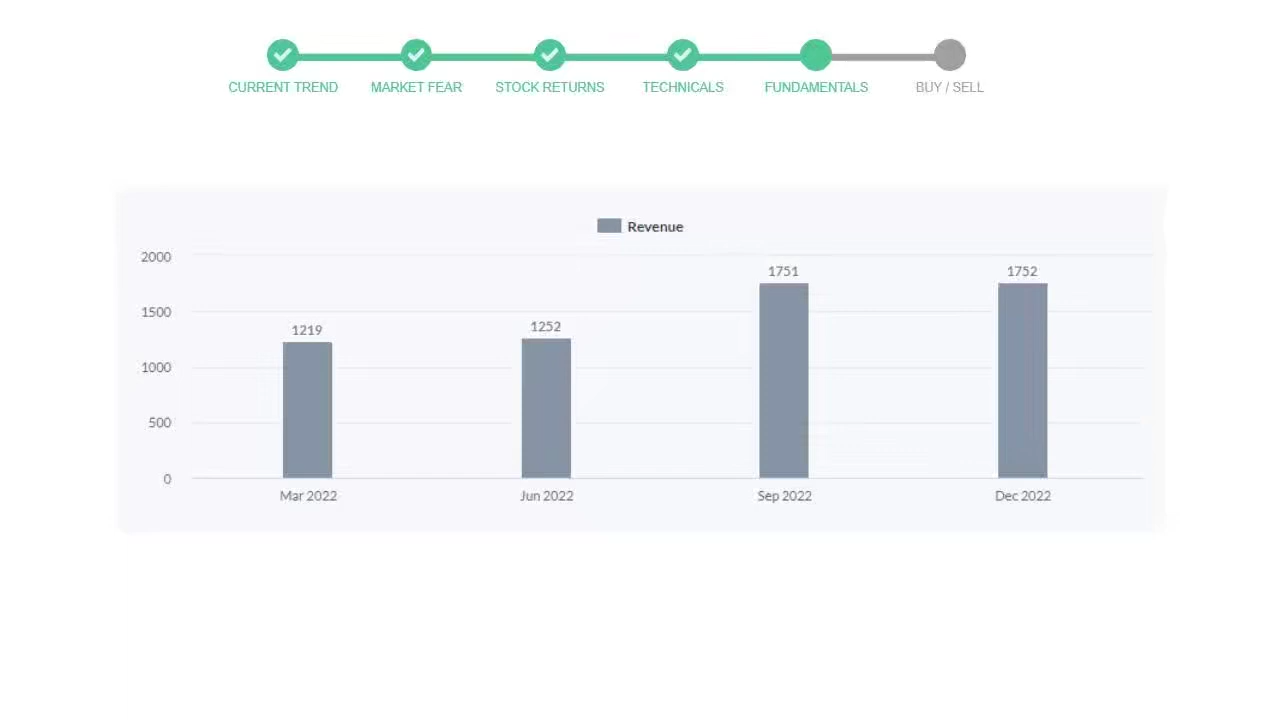 CURRENT TREND MARKET FEAR STOCK RETURNS TECHNICALS FUNDAMENTALS BUY / SELL
Revenue
2000
1751 1752
1500
1219 1252
1000
500
0
Mar 2022 Jun 2022 Sep 2022 Dec 2022